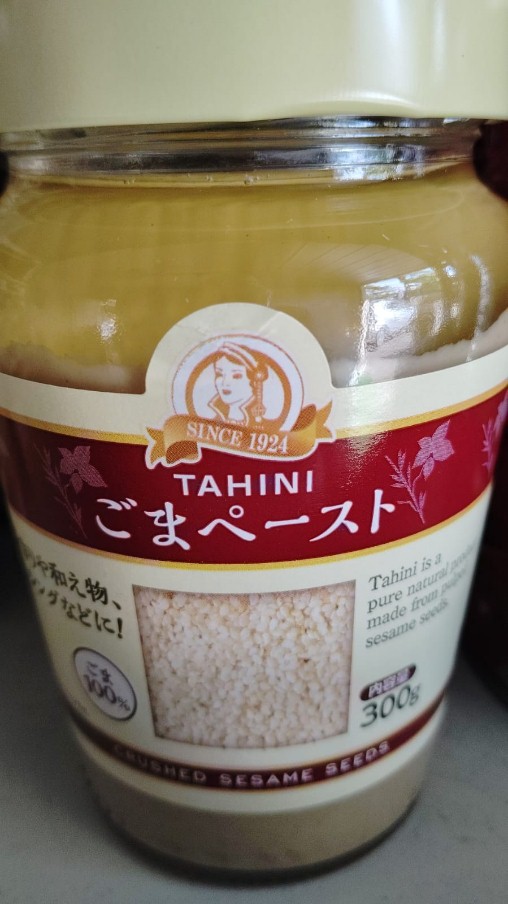 SINCE 1924
TAHINI
ごまペースト
や和え物、
ングなどに!
ごま
100%
Tahini is a
pure natural
made from
sesame seeds.
内容量
300g
CRUSHED SESAME SEEDS